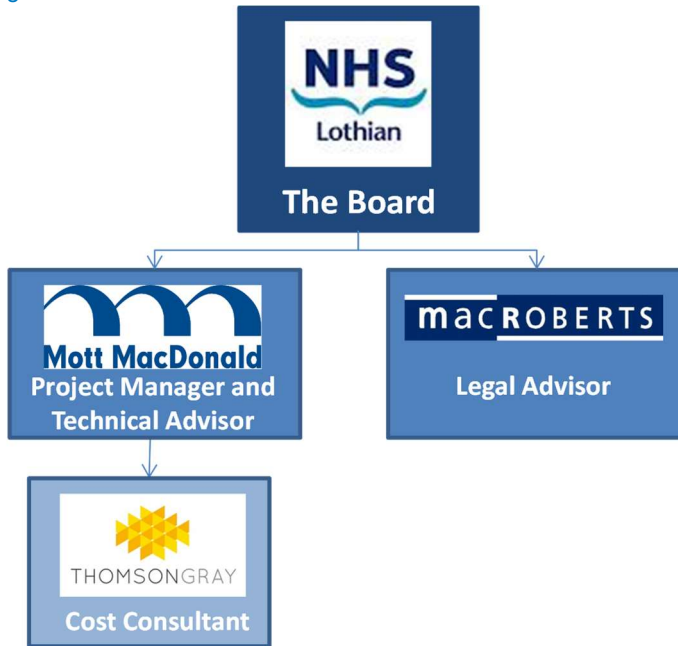 NHS
Lothian
The Board
Mott MacDonald
Project Manager and
Technical Advisor
macROBERTS
Legal Advisor
THOMSONGRAY
Cost Consultant